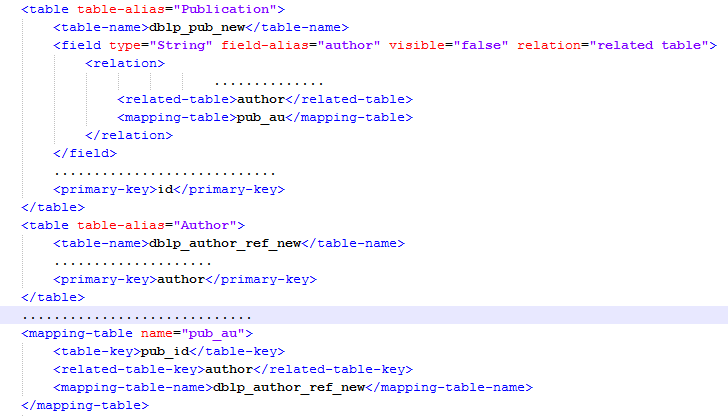 <table table-alias="Publication">
<table-name>dblp_pub_new</table-name>
<field type="String" field-alias="author" visible="false" relation="related table">
<relation>
..............
<related-table>author</related-table>
<mapping-table>pub_au</mapping-table>
</relation>
</field>
............................
<primary-key>id</primary-key>
</table>
<table table-alias="Author">
<table-name>dblp_author_ref_new</table-name>
....................
<primary-key>author</primary-key>
</table>
.............................
<mapping-table name="pub_au">
<table-key>pub_id</table-key>
<related-table-key>author</related-table-key>
<mapping-table-name>dblp_author_ref_new</mapping-table-name>
</mapping-table>